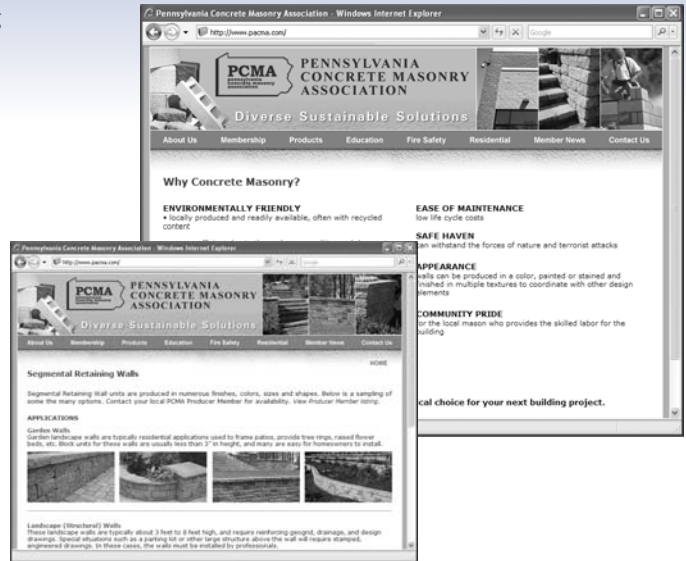 Pennsylvania Concrete Masonry Association - Windows Internet Explorer
http://www.pacma.com/
Google
PCMA
pennsylvania
concrete masonry
association
PENNSYLVANIA
CONCRETE MASONRY
ASSOCIATION
Diverse Sustainable Solutions
About Us Membership Products Education Fire Safety Residential Member News Contact Us
Why Concrete Masonry?
ENVIRONMENTALLY FRIENDLY
• locally produced and readily available, often with recycled
content
EASE OF MAINTENANCE
low life cycle costs
SAFE HAVEN
can withstand the forces of nature and terrorist attacks
APPEARANCE
walls can be produced in a color, painted or stained and
finished in multiple textures to coordinate with other design
elements
COMMUNITY PRIDE
for the local mason who provides the skilled labor for the
building
cal choice for your next building project.
Pennsylvania Concrete Masonry Association - Windows Internet Explorer
http://www.pacma.com/
PCMA
PENNSYLVANIA
CONCRETE MASONRY
ASSOCIATION
Diverse Sustainable Solutions
About Us Membership Products Education Fire Safety Residential Member News Contact Us
HOME
Segmental Retaining Walls
Segmental Retaining Wall units are produced in numerous finishes, colors, sizes and shapes. Below is a sampling of
some the many options. Contact your local PCMA Producer Member for availability. View Producer Member listing.
APPLICATIONS
Garden Walls
Garden landscape walls are typically residential applications used to frame patios, provide tree rings, raised flower
beds, etc. Block units for these walls are usually less than 3" in height, and many are for homeowners to install.
Landscape (Structural) Walls
These landscape walls are typically about 3 feet to 8 feet high, and require reinforcing geogrid, drainage, and design
drawings. Special situations such as a parking lot or other large structure above the wall will require stamped,
engineered drawings. In these cases, the walls must be installed by professionals.